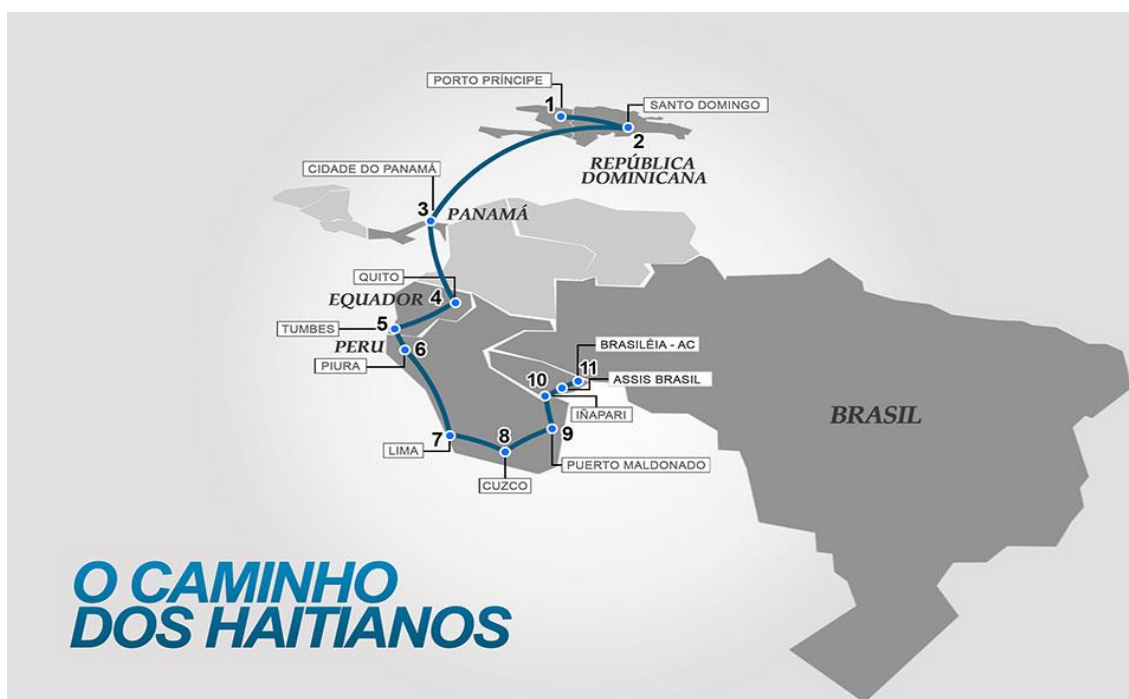 PORTO PRÍNCIPE
1
SANTO DOMINGO
2
REPÚBLICA
DOMINICANA
CIDADE DO PANAMÁ
3
PANAMÁ
QUITO
EQUADOR
4
TUMBES
5
PERU
6
PIURA
BRASILÉIA - AC
11
ASSIS BRASIL
10
IÑAPARI
BRASIL
7
8
9
LIMA
PUERTO MALDONADO
CUZCO
O CAMINHO
DOS HAITIANOS